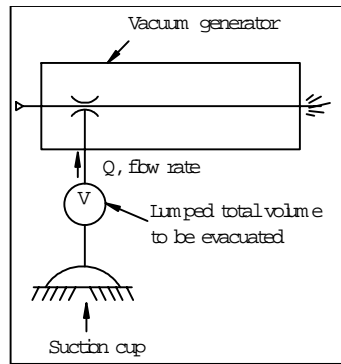 Vacuum generator
Q, flow rate
V
Lumped total volume
to be evacuated
Suction cup